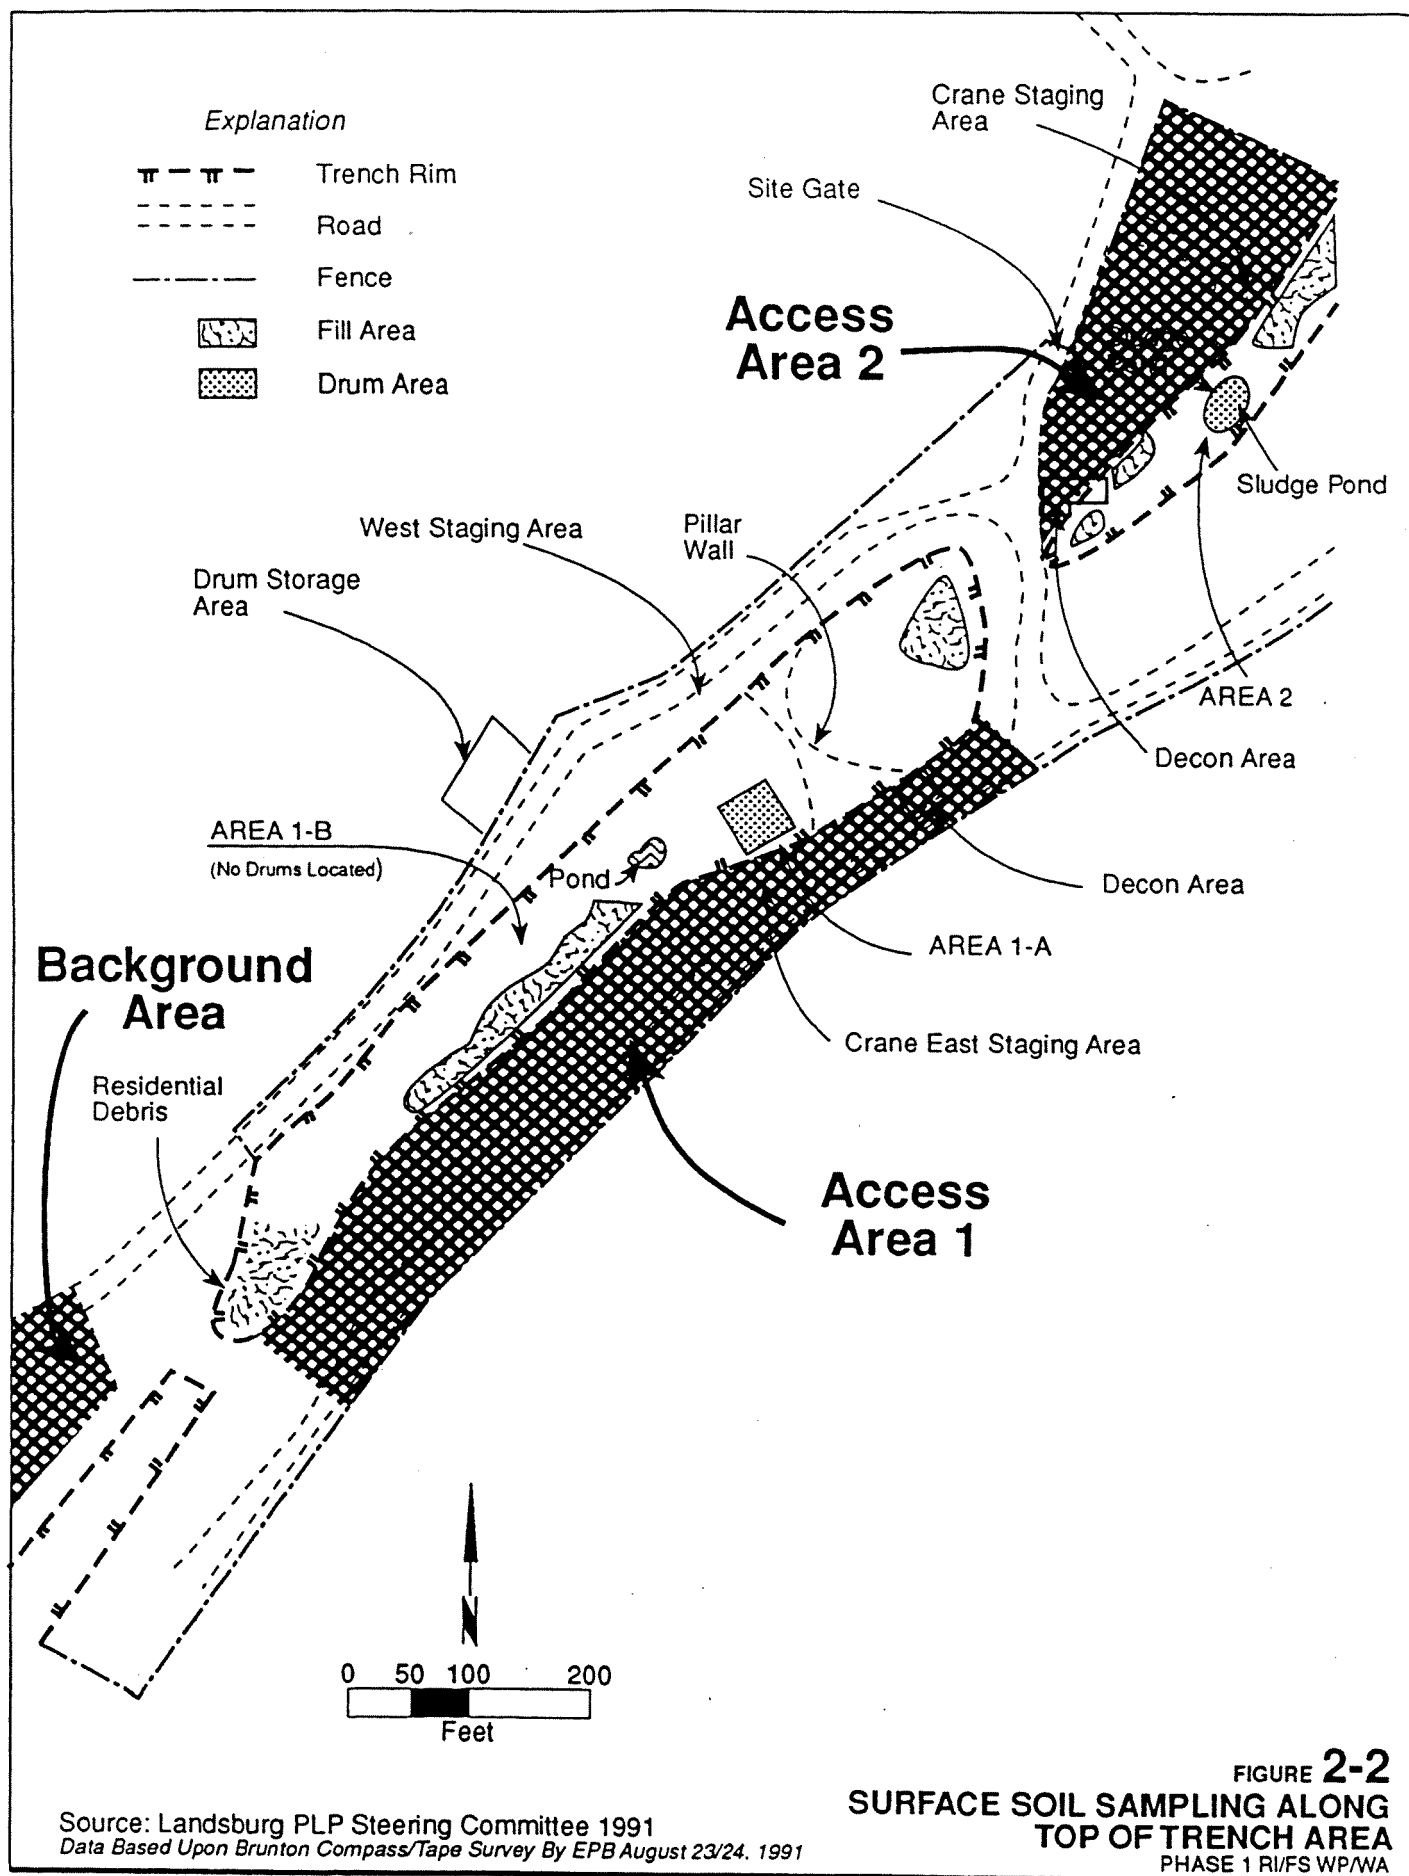 Explanation
Trench Rim
Road
Fence
Fill Area
Drum Area
Crane Staging
Area
Site Gate
Access
Area 2
Sludge Pond
West Staging Area
Pillar
Wall
Drum Storage
Area
AREA 2
Decon Area
AREA 1-B
(No Drums Located)
Pond
Decon Area
AREA 1-A
Background
Area
Crane East Staging Area
Residential
Debris
Access
Area 1
N
0 50 100 200
Feet
FIGURE 2-2
SURFACE SOIL SAMPLING ALONG
TOP OF TRENCH AREA
PHASE 1 RI/FS WP/WA
Source: Landsburg PLP Steering Committee 1991
Data Based Upon Brunton Compass/Tape Survey By EPB August 23/24. 1991